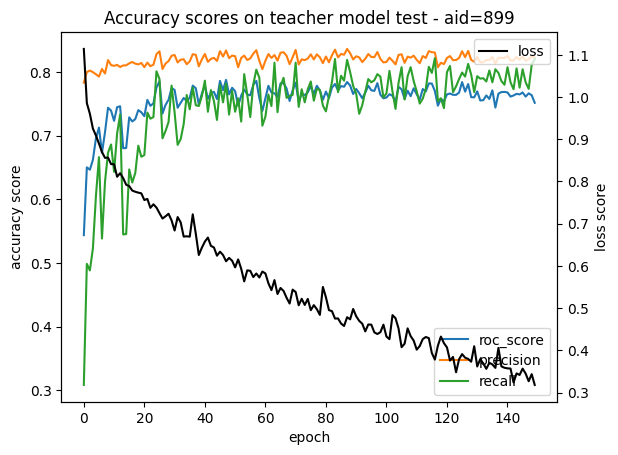 Accuracy scores on teacher model test - aid=899
accuracy score
0.8
0.7
0.6
0.5
0.4
0.3
loss
1.1
1.0
0.9
0.8
0.7
0.6
0.5
0.4
0.3
loss score
roc_score
precision
recall
0
20
40
60
80
100
120
140
epoch